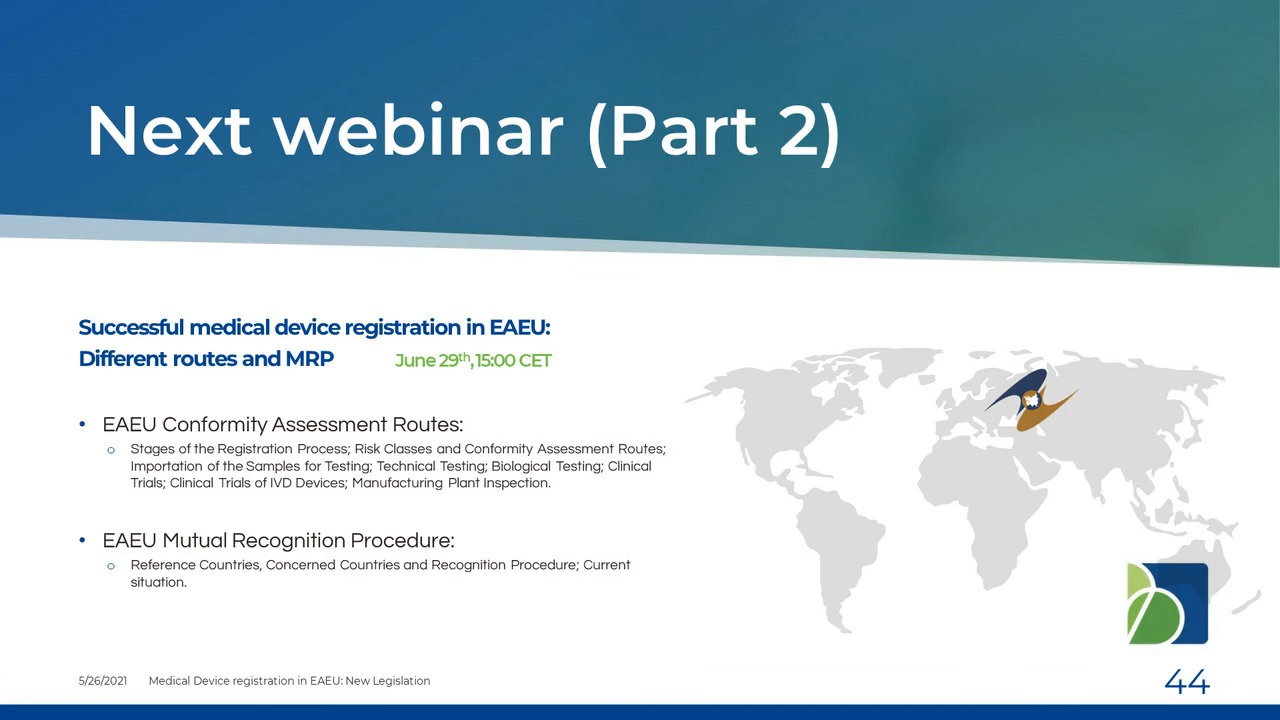 Next webinar (Part 2)
Successful medical device registration in EAEU:
Different routes and MRP June 29th, 15:00 CET
• EAEU Conformity Assessment Routes:
o Stages of the Registration Process; Risk Classes and Conformity Assessment Routes;
Importation of the Samples for Testing; Technical Testing; Biological Testing; Clinical
Trials; Clinical Trials of IVD Devices; Manufacturing Plant Inspection.
• EAEU Mutual Recognition Procedure:
o Reference Countries, Concerned Countries and Recognition Procedure; Current
situation.
5/26/2021 Medical Device registration in EAEU: New Legislation
44